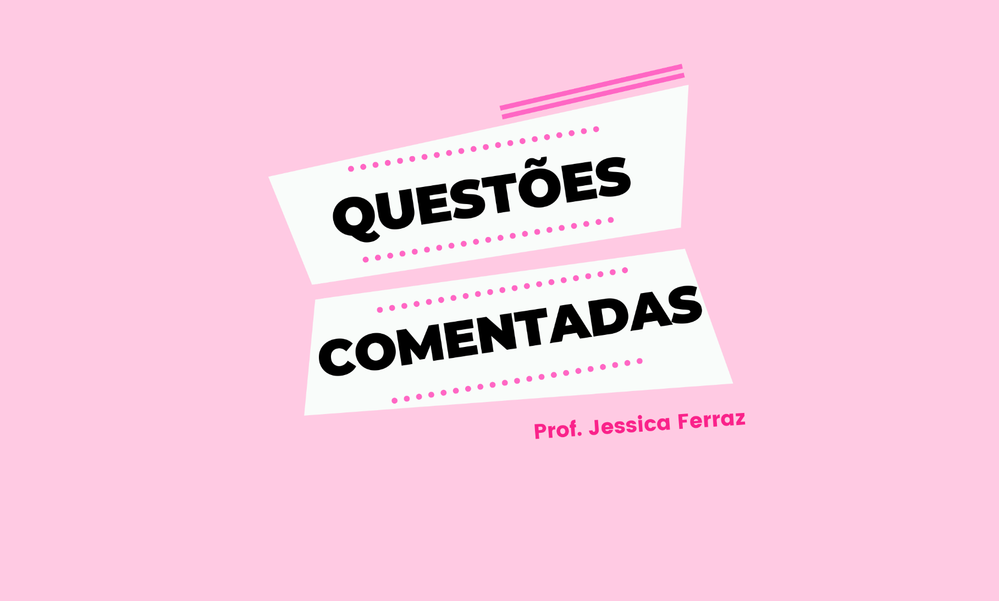 QUESTÕES
COMENTADAS
Prof. Jessica Ferraz